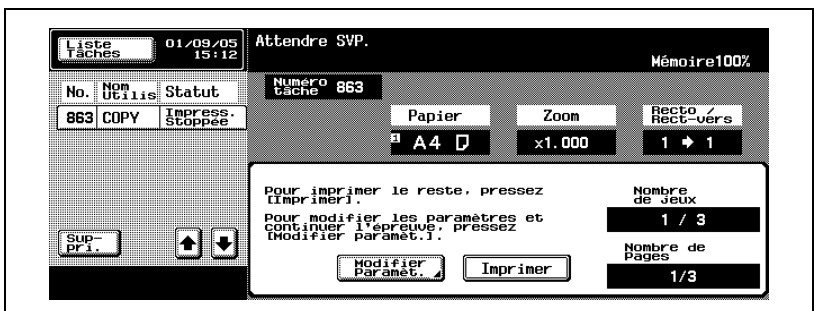 Liste
Tâches
01/09/05
15:12
Attendre SVP.
Mémoire100%
No. Nom Utilis Statut
863 COPY Impress. Stoppée
Numéro
tâche 863
Papier
Zoom
Recto /
Rect-vers
1 A4
x1.000
1 → 1
Pour imprimer le reste, pressez
[Imprimer].
Pour modifier les paramètres et
continuer l'épreuve, pressez
[Modifier paramèt.].
Nombre
de jeux
1 / 3
Nombre de
Pages
1/3
Sup-
pri.
Modifier
Paramèt.
Imprimer